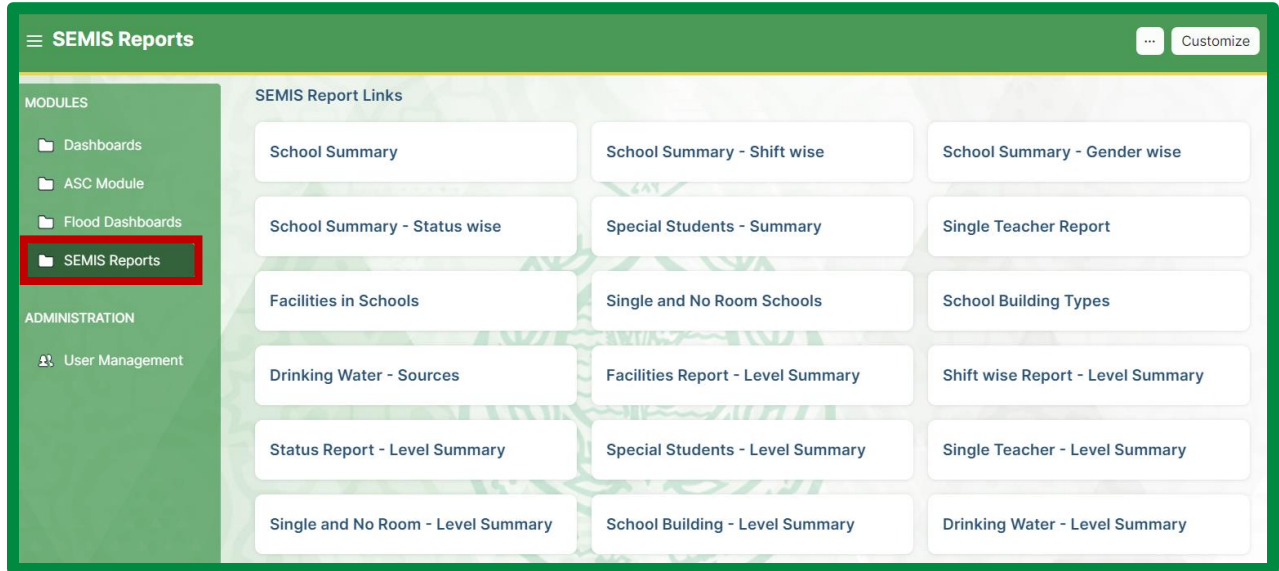 SEMIS Reports
...
Customize
MODULES
Dashboards
ASC Module
Flood Dashboards
SEMIS Reports
ADMINISTRATION
User Management
SEMIS Report Links
School Summary
School Summary - Shift wise
School Summary - Gender wise
School Summary - Status wise
Special Students - Summary
Single Teacher Report
Facilities in Schools
Single and No Room Schools
School Building Types
Drinking Water - Sources
Facilities Report - Level Summary
Shift wise Report - Level Summary
Status Report - Level Summary
Special Students - Level Summary
Single Teacher - Level Summary
Single and No Room - Level Summary
School Building - Level Summary
Drinking Water - Level Summary